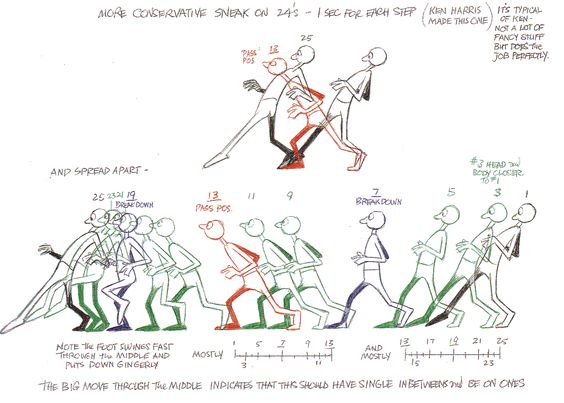 MORE CONSERVATIVE SNEAK ON 24'S - 1 SEC FOR EACH STEP
(KEN HARRIS
MADE THIS ONE)
IT'S TYPICAL
OF KEN -
NOT A LOT OF
FANCY STUFF
BUT DOES THE
JOB PERFECTLY.
25
1
PASS
POS
13
AND SPREAD APART -
#3 HEAD and
BODY CLOSER
TO #1
25 23 21 19
BREAKDOWN
13
PASS POS
11
9
7
BREAKDOWN
5
3
1
NOTE THE FOOT SWINGS FAST
THROUGH the MIDDLE AND
PUTS DOWN GINGERLY
MOSTLY
1 5 7 9 13
3 11
AND
MOSTLY
13 17 19 21 25
15 23
THE BIG MOVE THROUGH the MIDDLE INDICATES THAT THIS SHOULD HAVE SINGLE INBETWEENS and BE ON ONES